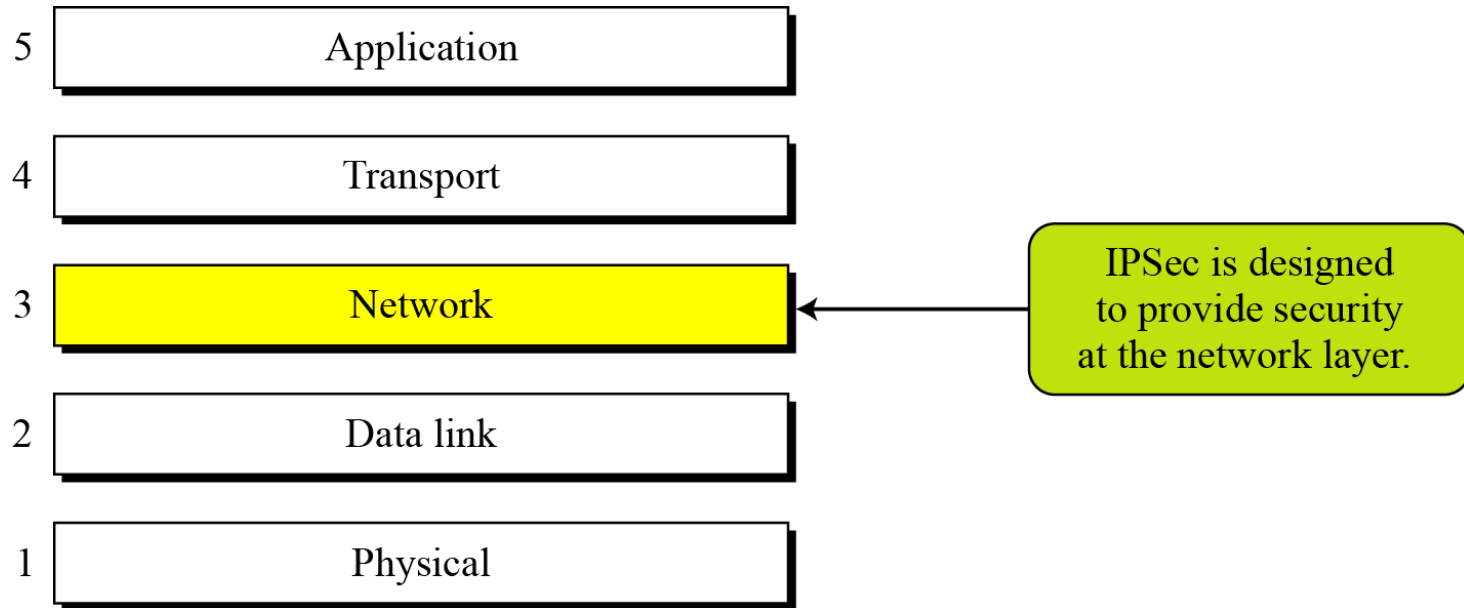 5 Application
4 Transport
3 Network
IPSec is designed
to provide security
at the network layer.
2 Data link
1 Physical